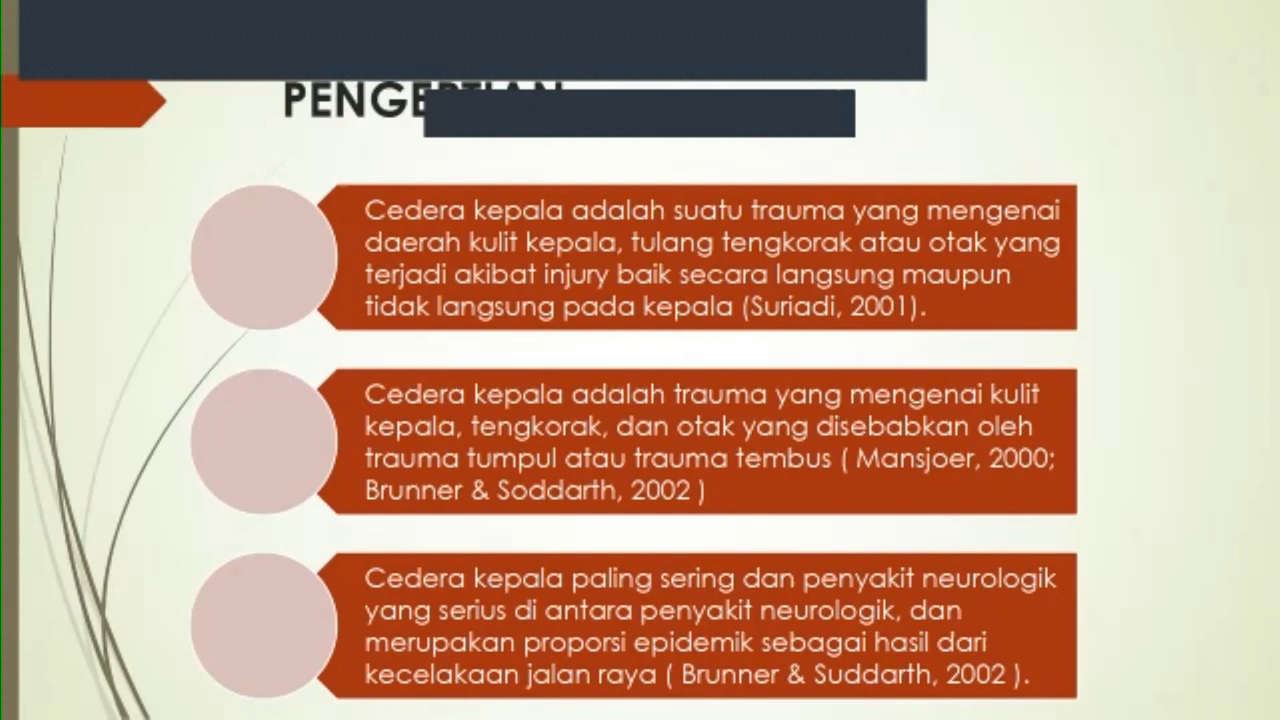 PENGERTIAN
Cedera kepala adalah suatu trauma yang mengenai
daerah kulit kepala, tulang tengkorak atau otak yang
terjadi akibat injury baik secara langsung maupun
tidak langsung pada kepala (Suriadi, 2001).
Cedera kepala adalah trauma yang mengenai kulit
kepala, tengkorak, dan otak yang disebabkan oleh
trauma tumpul atau trauma tembus ( Mansjoer, 2000;
Brunner & Soddarth, 2002 )
Cedera kepala paling sering dan penyakit neurologik
yang serius di antara penyakit neurologik, dan
merupakan proporsi epidemik sebagai hasil dari
kecelakaan jalan raya ( Brunner & Suddarth, 2002 ).